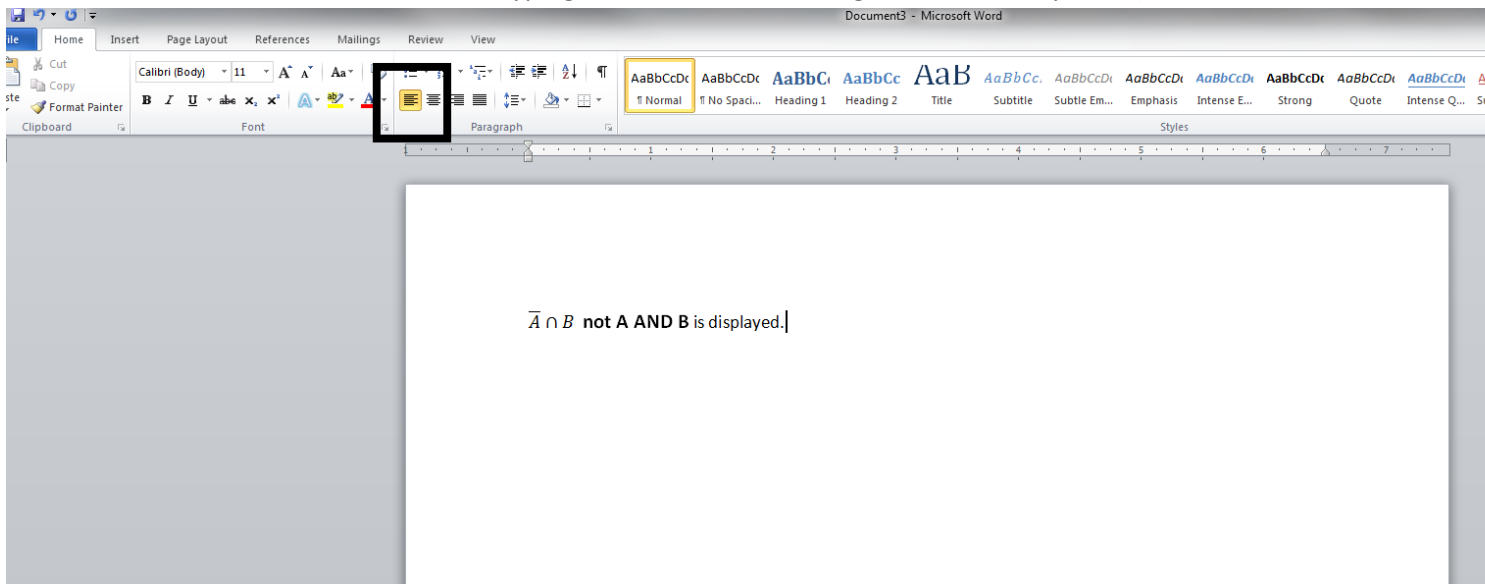 Document3 - Microsoft Word
Home Insert Page Layout References Mailings Review View
Cut
Copy
Format Painter
Calibri (Body) 11
AaBbCcDc AaBbCcDc AaBbC AaBbCc AaB AaBbCc. AaBbCcDc AaBbCcDc AaBbCcDc AaBbCcDc AaBbCcDc AaBbCcDc
¶ Normal ¶ No Spaci... Heading 1 Heading 2 Title Subtitle Subtle Em... Emphasis Intense E... Strong Quote Intense Q...
Clipboard Font Paragraph Styles
1 1 2 3 4 5 6 7
A̅ ∩ B not A AND B is displayed.